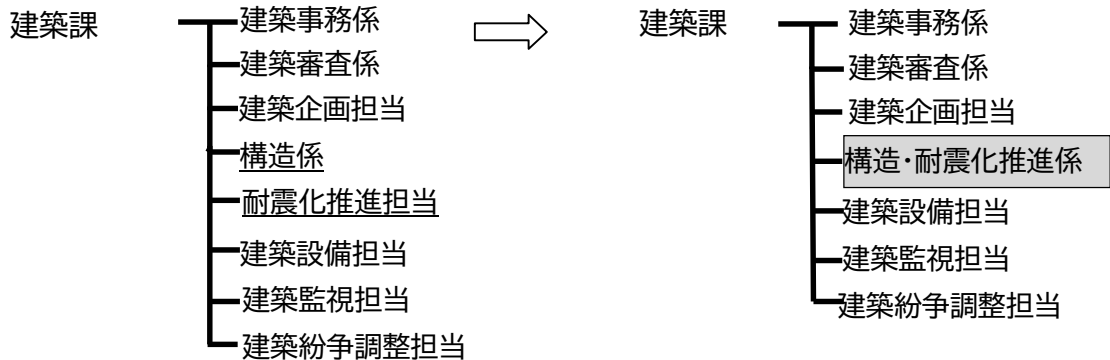 建築課
建築事務係
建築審査係
建築企画担当
構造係
耐震化推進担当
建築設備担当
建築監視担当
建築紛争調整担当
建築課
建築事務係
建築審査係
建築企画担当
構造・耐震化推進係
建築設備担当
建築監視担当
建築紛争調整担当